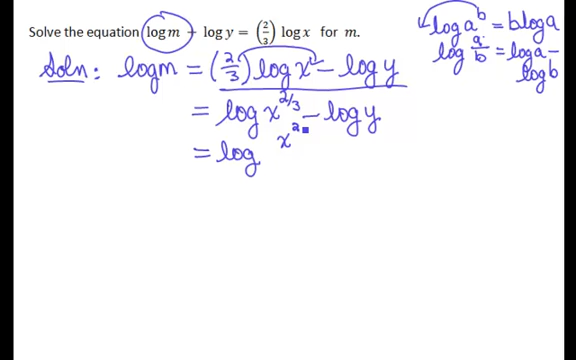 Solve the equation log m + log y = (2/3) log x for m.
log a^b = b log a
log a/b = log a - log b
Soln: log m = (2/3) log x - log y
= log x^2/3 - log y
= log x^2